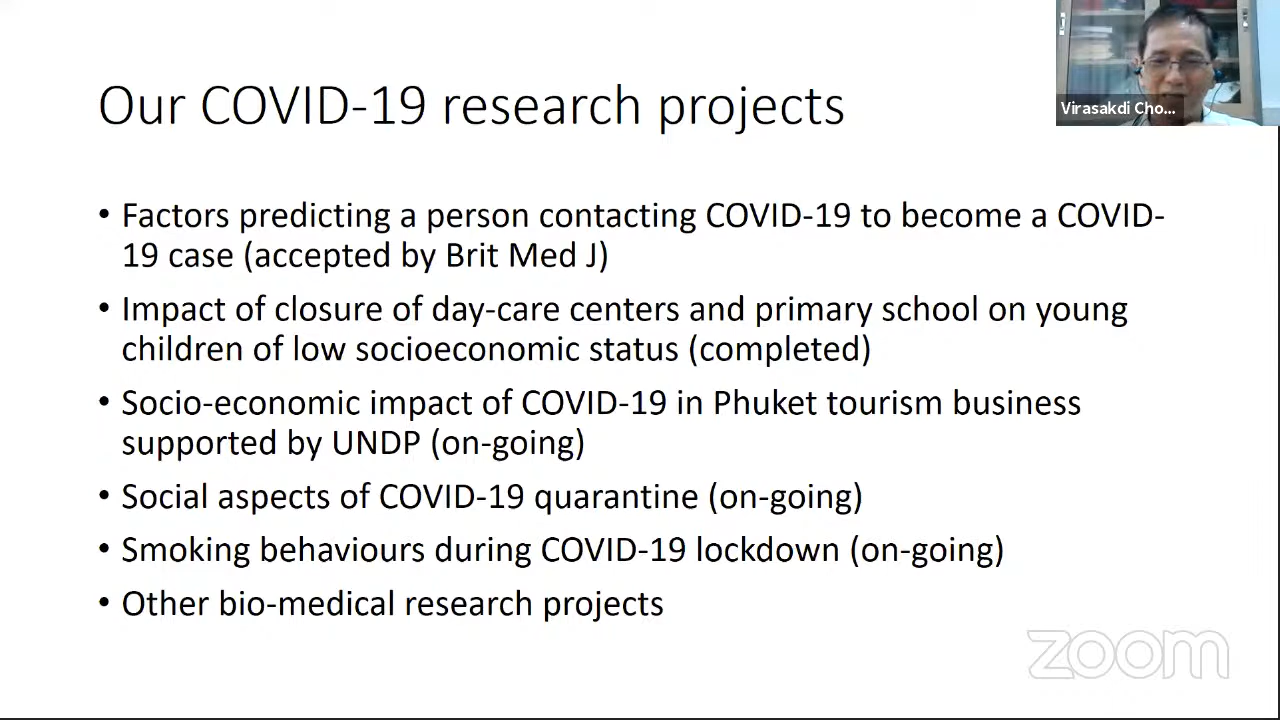 Our COVID-19 research projects
Virasakdi Cho...
• Factors predicting a person contacting COVID-19 to become a COVID-
19 case (accepted by Brit Med J)
• Impact of closure of day-care centers and primary school on young
children of low socioeconomic status (completed)
• Socio-economic impact of COVID-19 in Phuket tourism business
supported by UNDP (on-going)
• Social aspects of COVID-19 quarantine (on-going)
• Smoking behaviours during COVID-19 lockdown (on-going)
• Other bio-medical research projects
zoom